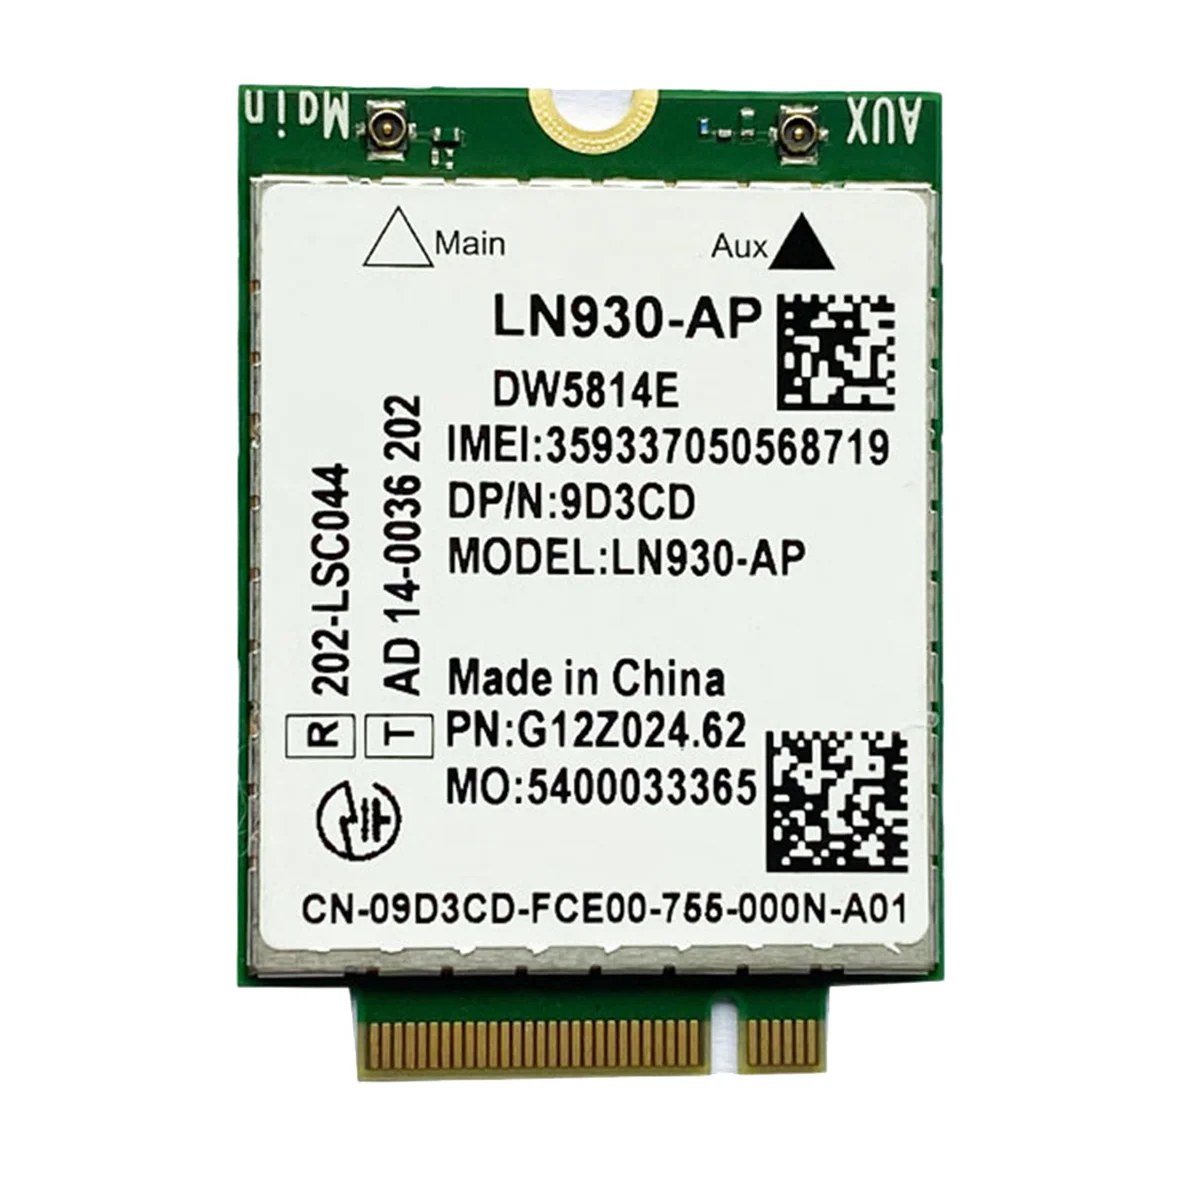 Main
AUX
Main
Aux
LN930-AP
DW5814E
IMEI:359337050568719
DP/N:9D3CD
MODEL:LN930-AP
R 202-LSC044
T AD 14-0036 202
Made in China
PN:G12Z024.62
MO:5400033365
CN-09D3CD-FCE00-755-000N-A01